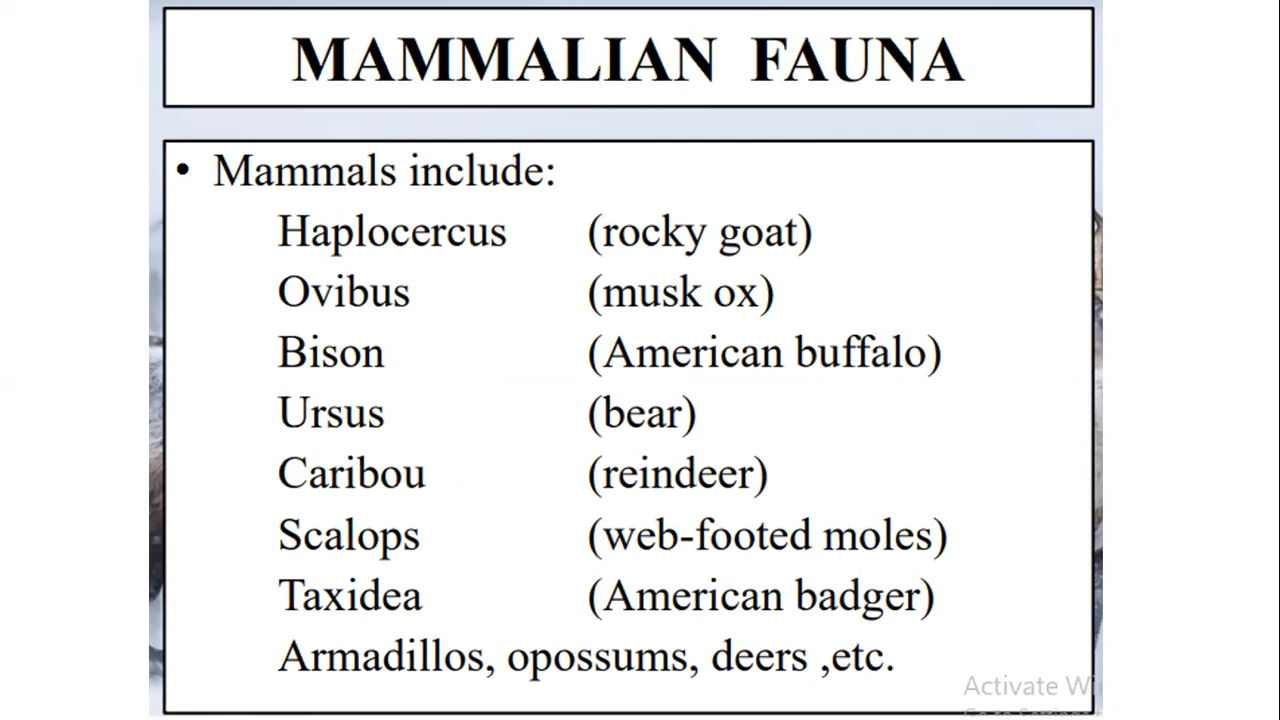 MAMMALIAN FAUNA
• Mammals include:
Haplocercus (rocky goat)
Ovibus (musk ox)
Bison (American buffalo)
Ursus (bear)
Caribou (reindeer)
Scalops (web-footed moles)
Taxidea (American badger)
Armadillos, opossums, deers ,etc.
Activate Wi